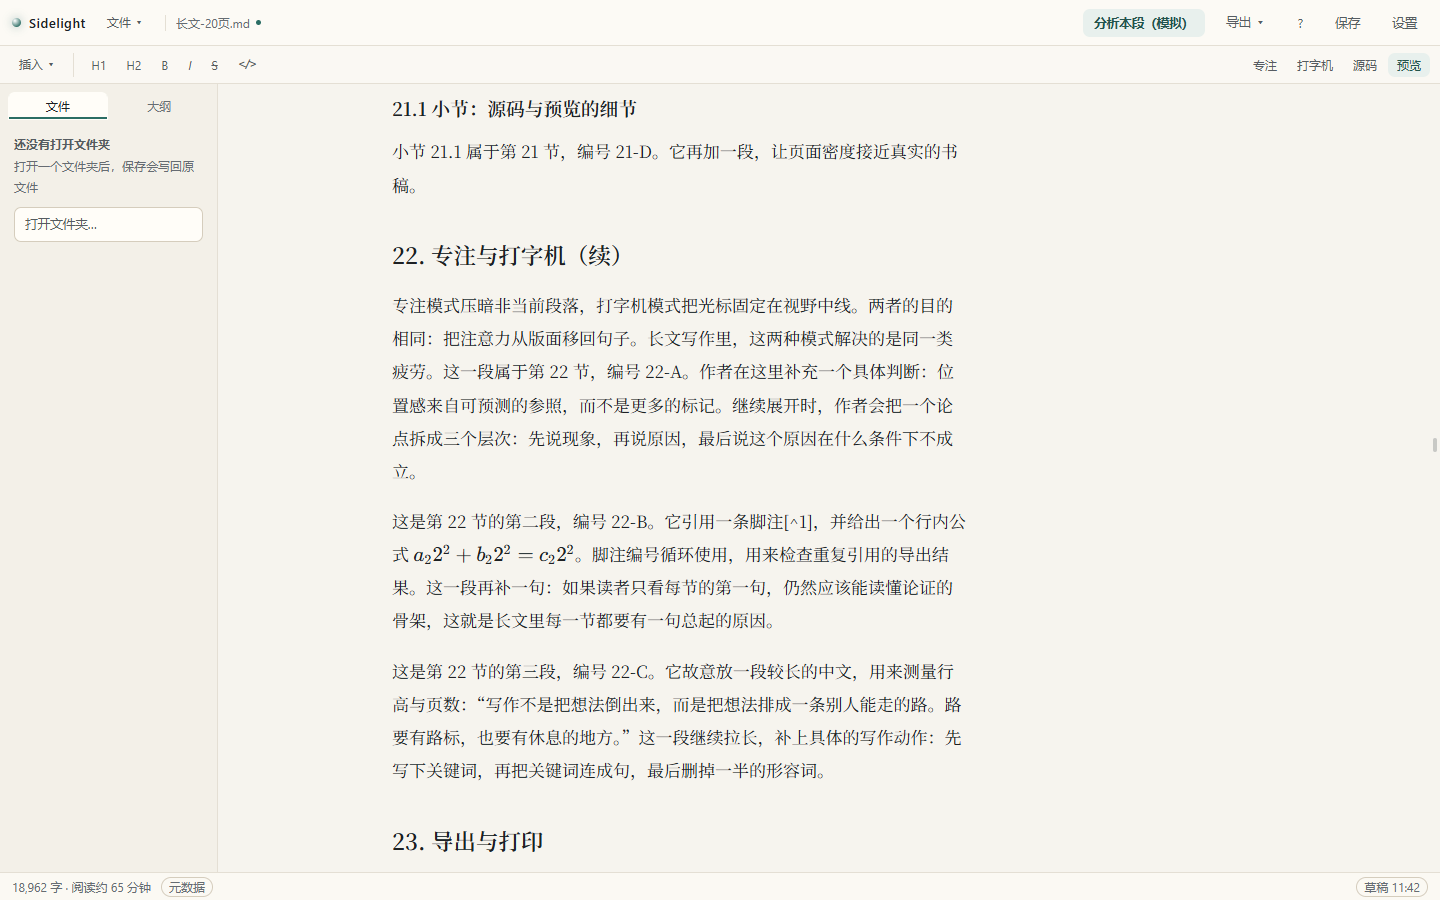 Sidelight 文件 ▾ 长文-20页.md ● 分析本段（模拟） 导出 ▾ ? 保存 设置
插入 ▾ H1 H2 B I S </> 专注 打字机 源码 预览
文件 大纲
还没有打开文件夹
打开一个文件夹后，保存会写回原
文件
打开文件夹...
21.1 小节：源码与预览的细节
小节 21.1 属于第 21 节，编号 21-D。它再加一段，让页面密度接近真实的书
稿。
22. 专注与打字机（续）
专注模式压暗非当前段落，打字机模式把光标固定在视野中线。两者的目的
相同：把注意力从版面移回句子。长文写作里，这两种模式解决的是同一类
疲劳。这一段属于第 22 节，编号 22-A。作者在这里补充一个具体判断：位
置感来自可预测的参照，而不是更多的标记。继续展开时，作者会把一个论
点拆成三个层次：先说现象，再说原因，最后说这个原因在什么条件下不成
立。
这是第 22 节的第二段，编号 22-B。它引用一条脚注[^1]，并给出一个行内公
式 a₂2² + b₂2² = c₂2²。脚注编号循环使用，用来检查重复引用的导出结
果。这一段再补一句：如果读者只看每节的第一句，仍然应该能读懂论证的
骨架，这就是长文里每一节都要有一句总起的原因。
这是第 22 节的第三段，编号 22-C。它故意放一段较长的中文，用来测量行
高与页数：“写作不是把想法倒出来，而是把想法排成一条别人能走的路。路
要有路标，也要有休息的地方。”这一段继续拉长，补上具体的写作动作：先
写下关键词，再把关键词连成句，最后删掉一半的形容词。
23. 导出与打印
18,962 字 · 阅读约 65 分钟 元数据 草稿 11:42